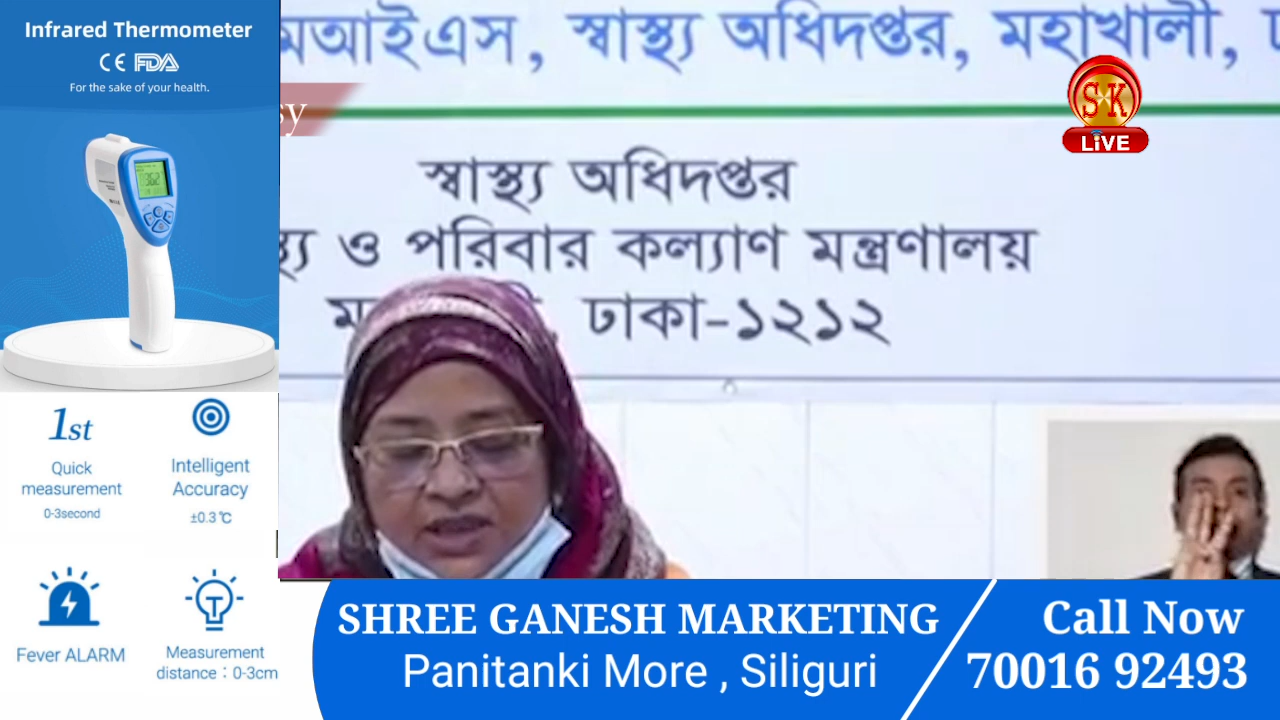 Infrared Thermometer
CE FDA
For the sake of your health.
1st
Quick
measurement
0-3second
Intelligent
Accuracy
±0.3℃
Fever ALARM
Measurement
distance：0-3cm
মআইএস, স্বাস্থ্য অধিদপ্তর, মহাখালী,
sy
SK
LiVE
স্বাস্থ্য অধিদপ্তর
ও পরিবার কল্যাণ মন্ত্রণালয়
ঢাকা-১২১২
SHREE GANESH MARKETING
Panitanki More , Siliguri
Call Now
70016 92493